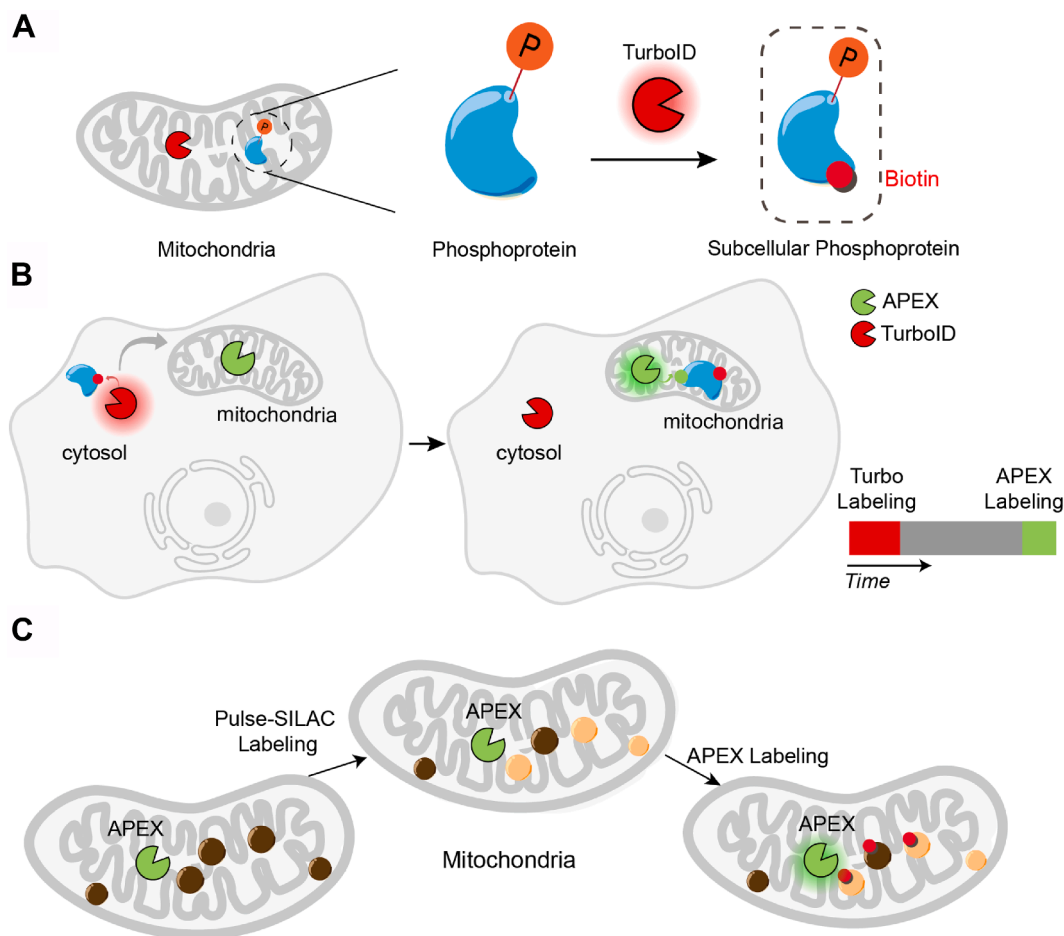 A
P
P
TurboID
P
Biotin
Mitochondria
Phosphoprotein
Subcellular Phosphoprotein
B
APEX
TurboID
mitochondria
cytosol
mitochondria
cytosol
Turbo
Labeling
APEX
Labeling
Time
C
Pulse-SILAC
Labeling
APEX
APEX Labeling
APEX
APEX
Mitochondria